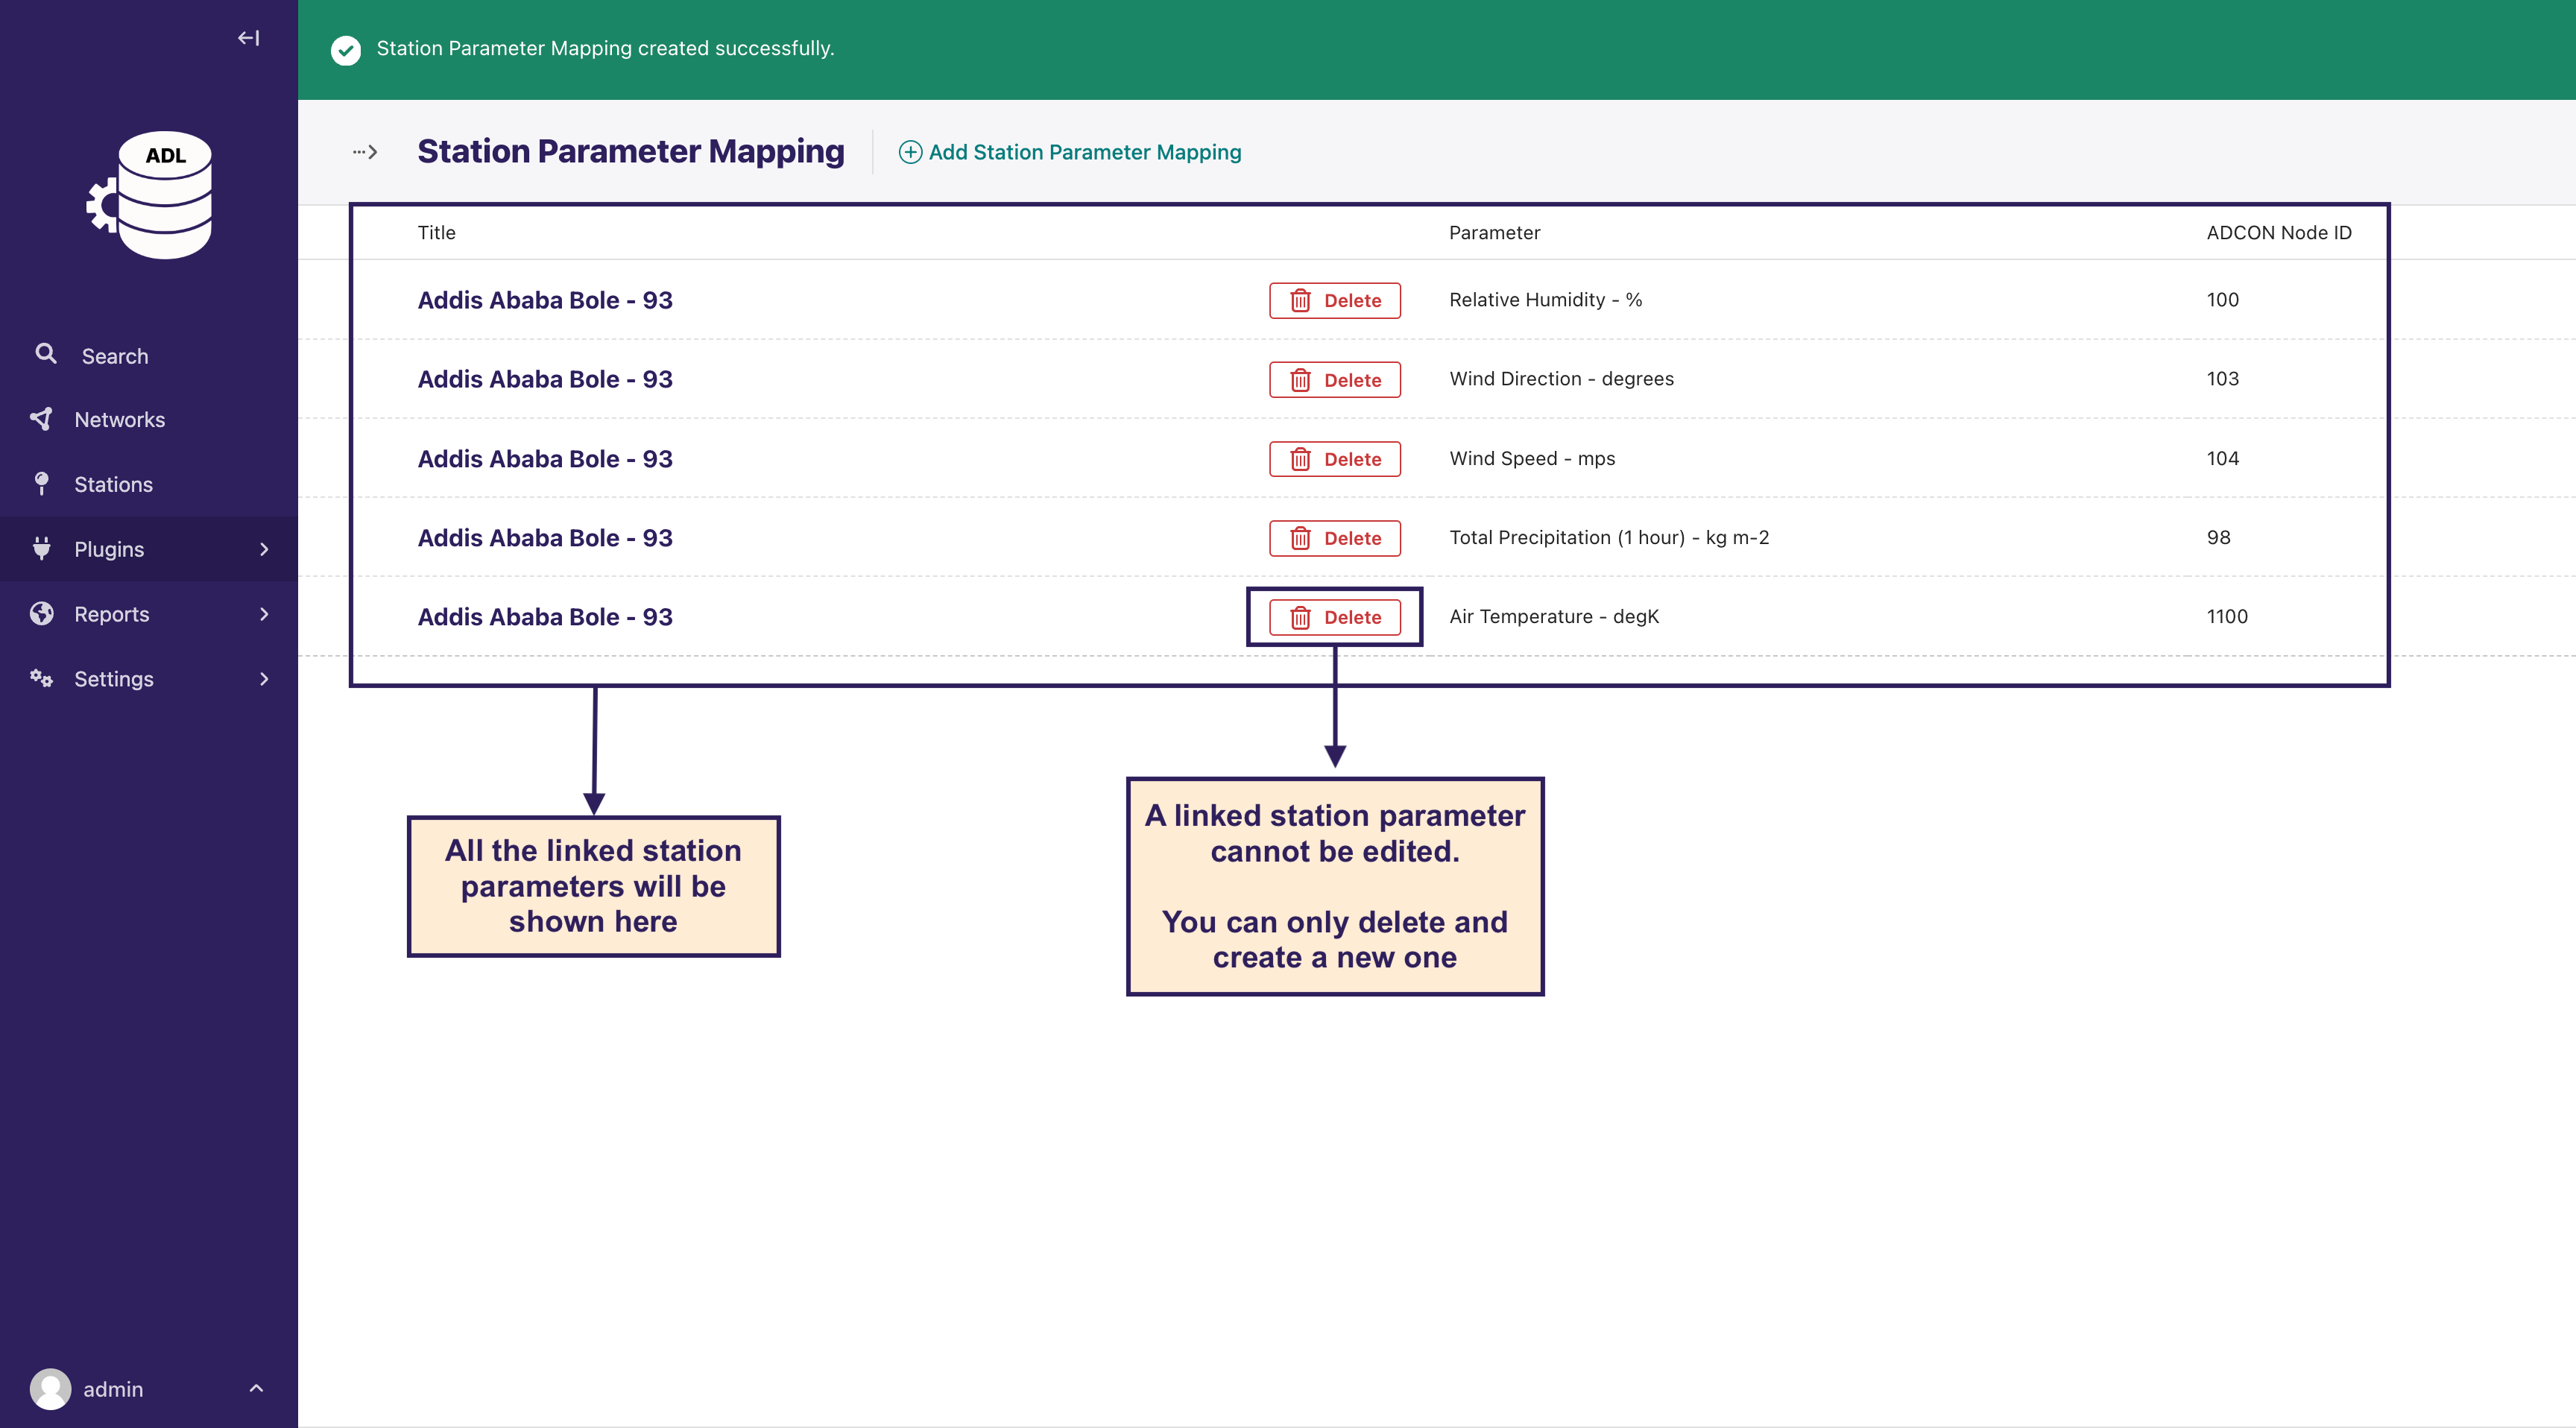 Station Parameter Mapping created successfully.
ADL
Station Parameter Mapping
Add Station Parameter Mapping
Title Parameter ADCON Node ID
Addis Ababa Bole - 93 Delete Relative Humidity - % 100
Addis Ababa Bole - 93 Delete Wind Direction - degrees 103
Addis Ababa Bole - 93 Delete Wind Speed - mps 104
Addis Ababa Bole - 93 Delete Total Precipitation (1 hour) - kg m-2 98
Addis Ababa Bole - 93 Delete Air Temperature - degK 1100
Search
Networks
Stations
Plugins
Reports
Settings
All the linked station
parameters will be
shown here
A linked station parameter
cannot be edited.
You can only delete and
create a new one
admin